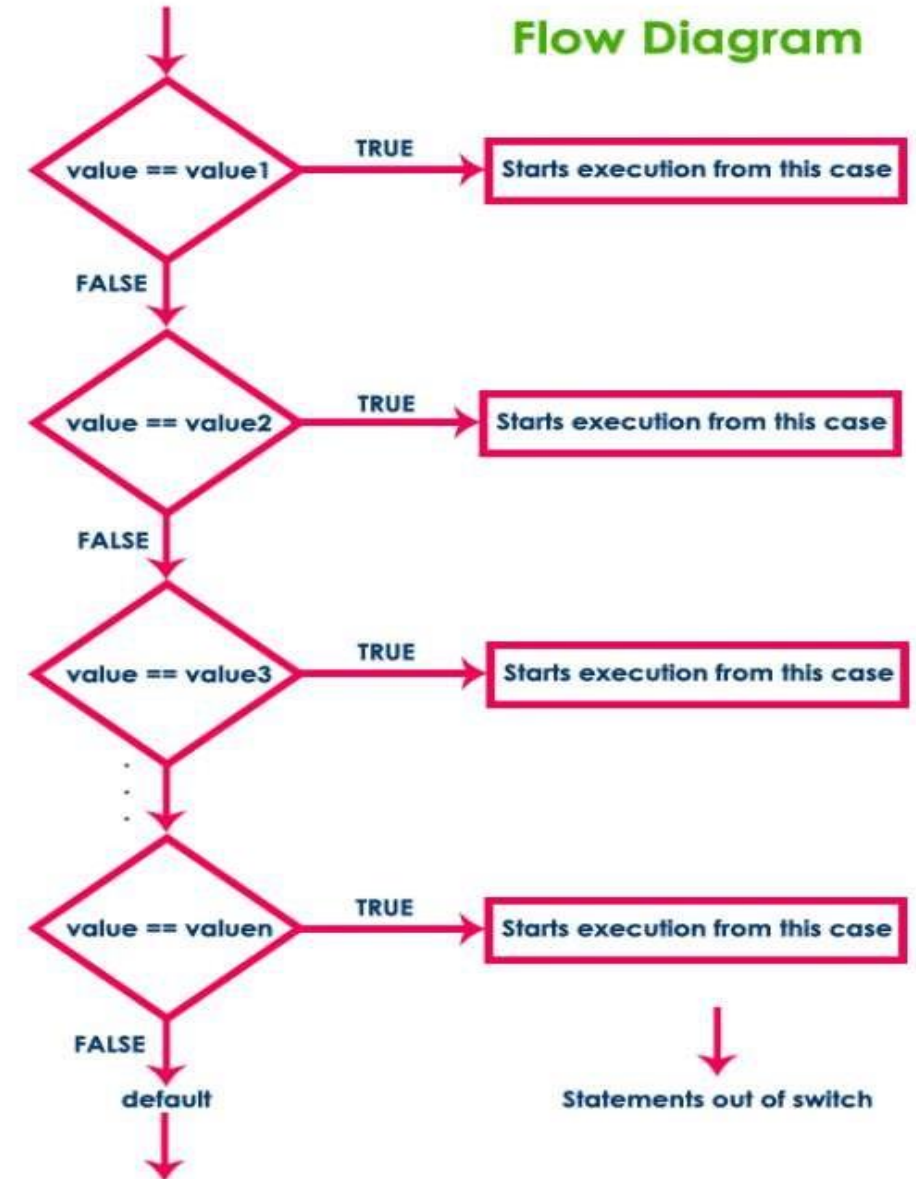 Flow Diagram
value == value1
TRUE
Starts execution from this case
FALSE
value == value2
TRUE
Starts execution from this case
FALSE
value == value3
TRUE
Starts execution from this case
.
.
.
value == valuen
TRUE
Starts execution from this case
FALSE
default
Statements out of switch